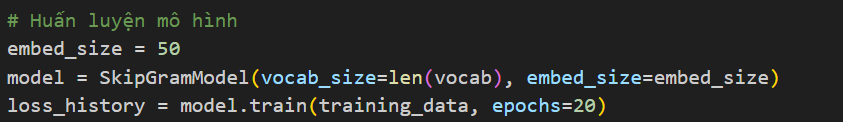 # Huấn luyện mô hình
embed_size = 50
model = SkipGramModel(vocab_size=len(vocab), embed_size=embed_size)
loss_history = model.train(training_data, epochs=20)